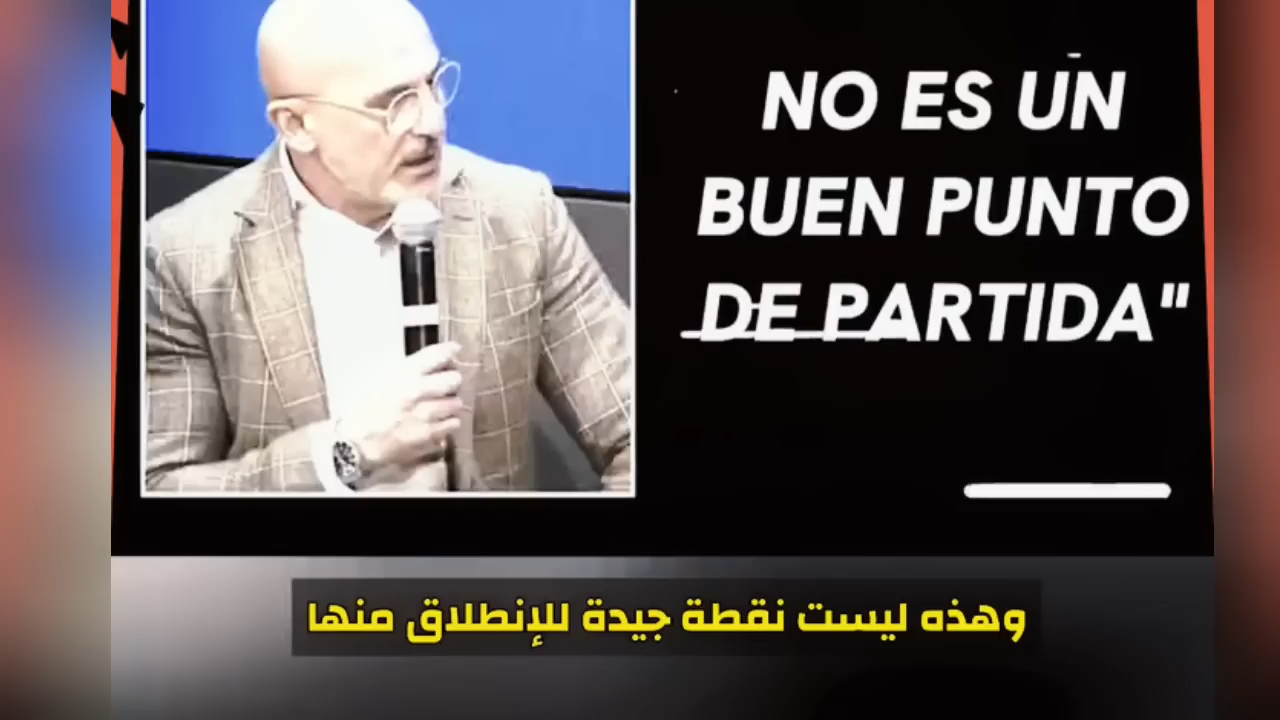 NO ES UN
BUEN PUNTO
DE PARTIDA"
وهذه ليست نقطة جيدة للإنطلاق منها